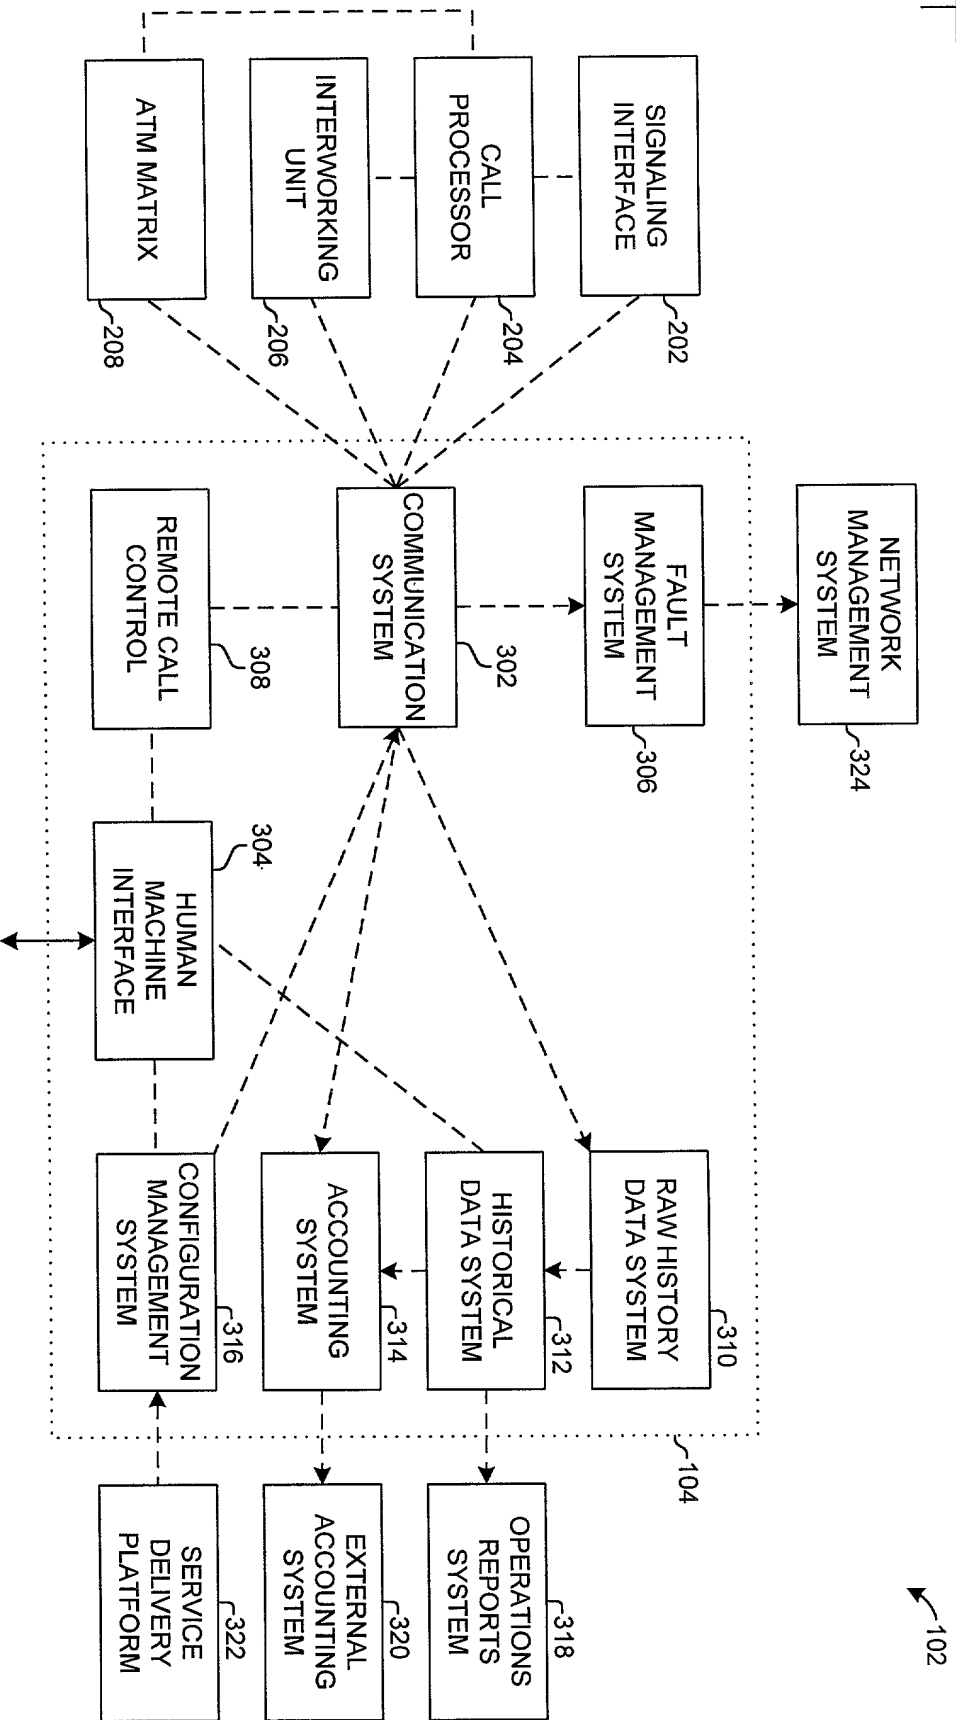 102
NETWORK
MANAGEMENT
SYSTEM
324
SIGNALING
INTERFACE
202
FAULT
MANAGEMENT
SYSTEM
306
RAW HISTORY
DATA SYSTEM
310
104
CALL
PROCESSOR
204
HISTORICAL
DATA SYSTEM
312
OPERATIONS
REPORTS
SYSTEM
318
COMMUNICATION
SYSTEM
302
INTERWORKING
UNIT
206
ACCOUNTING
SYSTEM
314
EXTERNAL
ACCOUNTING
SYSTEM
320
ATM MATRIX
208
REMOTE CALL
CONTROL
308
304
HUMAN
MACHINE
INTERFACE
CONFIGURATION
MANAGEMENT
SYSTEM
316
SERVICE
DELIVERY
PLATFORM
322